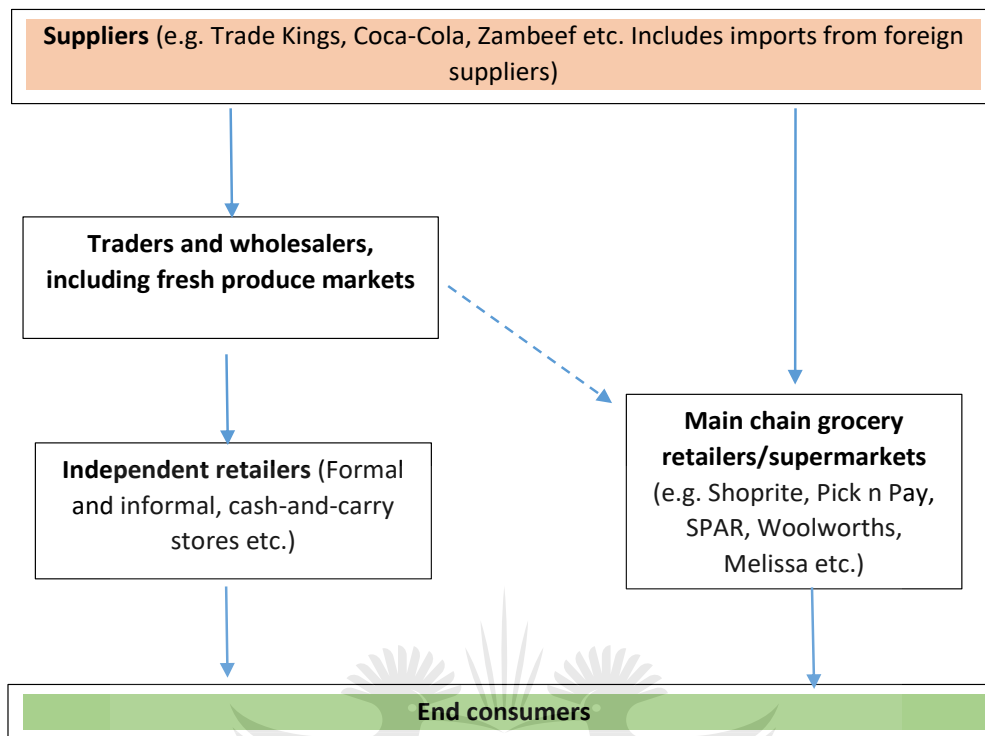 Suppliers (e.g. Trade Kings, Coca-Cola, Zambeef etc. Includes imports from foreign
suppliers)
Traders and wholesalers,
including fresh produce markets
Main chain grocery
retailers/supermarkets
(e.g. Shoprite, Pick n Pay,
SPAR, Woolworths,
Melissa etc.)
Independent retailers (Formal
and informal, cash-and-carry
stores etc.)
End consumers